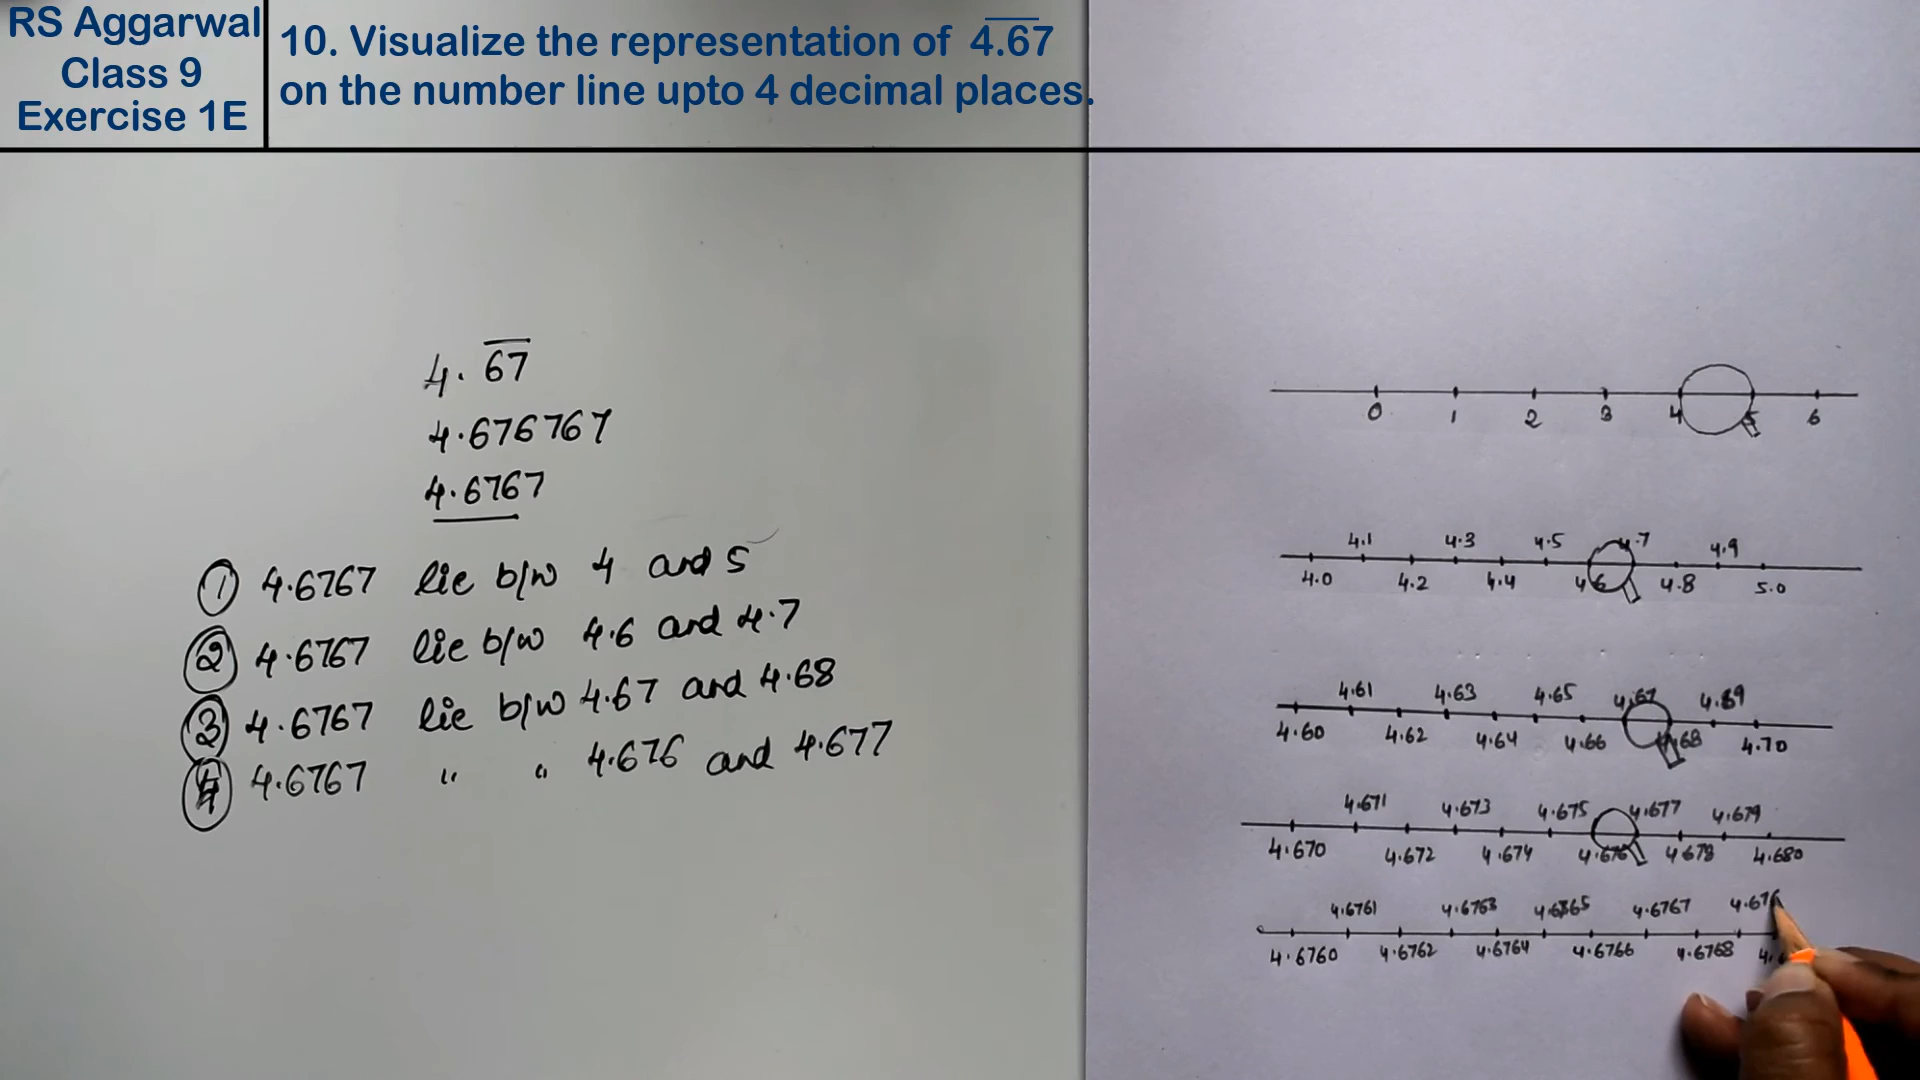 RS Aggarwal
Class 9
Exercise 1E
10. Visualize the representation of 4.67
on the number line upto 4 decimal places.
4.67
4.676767
4.6767
① 4.6767 lie b/w 4 and 5
② 4.6767 lie b/w 4.6 and 4.7
③ 4.6767 lie b/w 4.67 and 4.68
④ 4.6767 " " 4.676 and 4.677
0 1 2 3 4 5 6
4.1 4.3 4.5 4.7 4.9
4.0 4.2 4.4 4.6 4.8 5.0
4.61 4.63 4.65 4.67 4.69
4.60 4.62 4.64 4.66 4.68 4.70
4.671 4.673 4.675 4.677 4.679
4.670 4.672 4.674 4.676 4.678 4.680
4.6761 4.6763 4.6767 4.676
4.6760 4.6762 4.6764 4.6766 4.6768